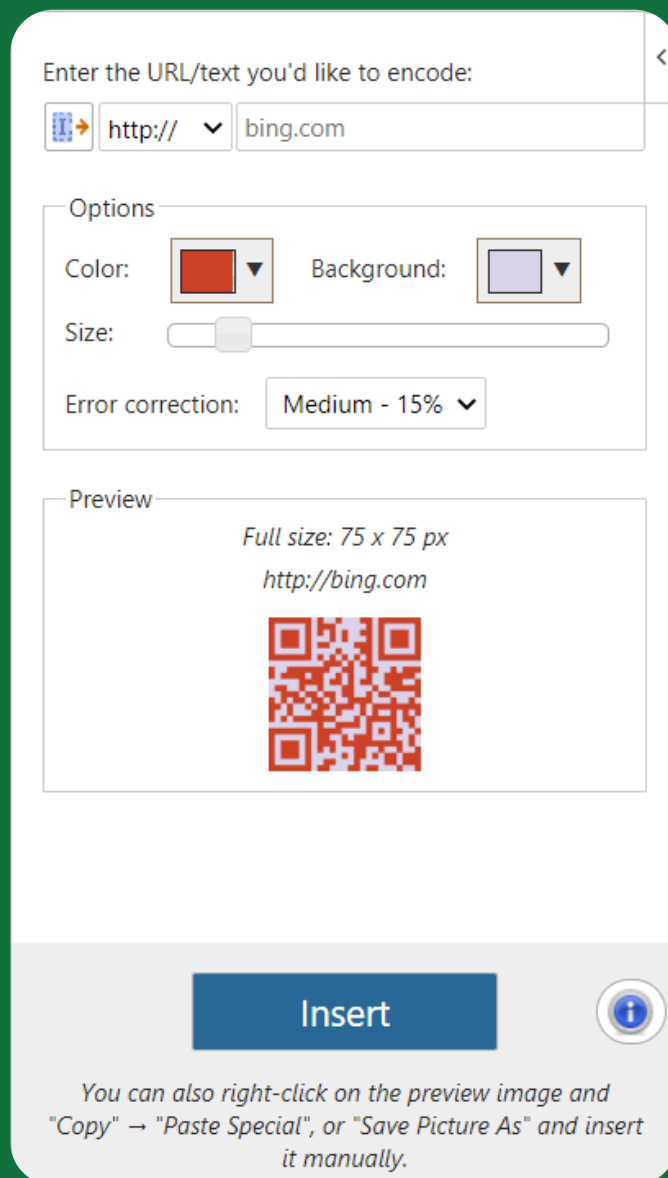 Enter the URL/text you'd like to encode:
http:// bing.com
Options
Color: Background:
Size:
Error correction: Medium - 15%
Preview
Full size: 75 x 75 px
http://bing.com
Insert
You can also right-click on the preview image and
"Copy" → "Paste Special", or "Save Picture As" and insert
it manually.